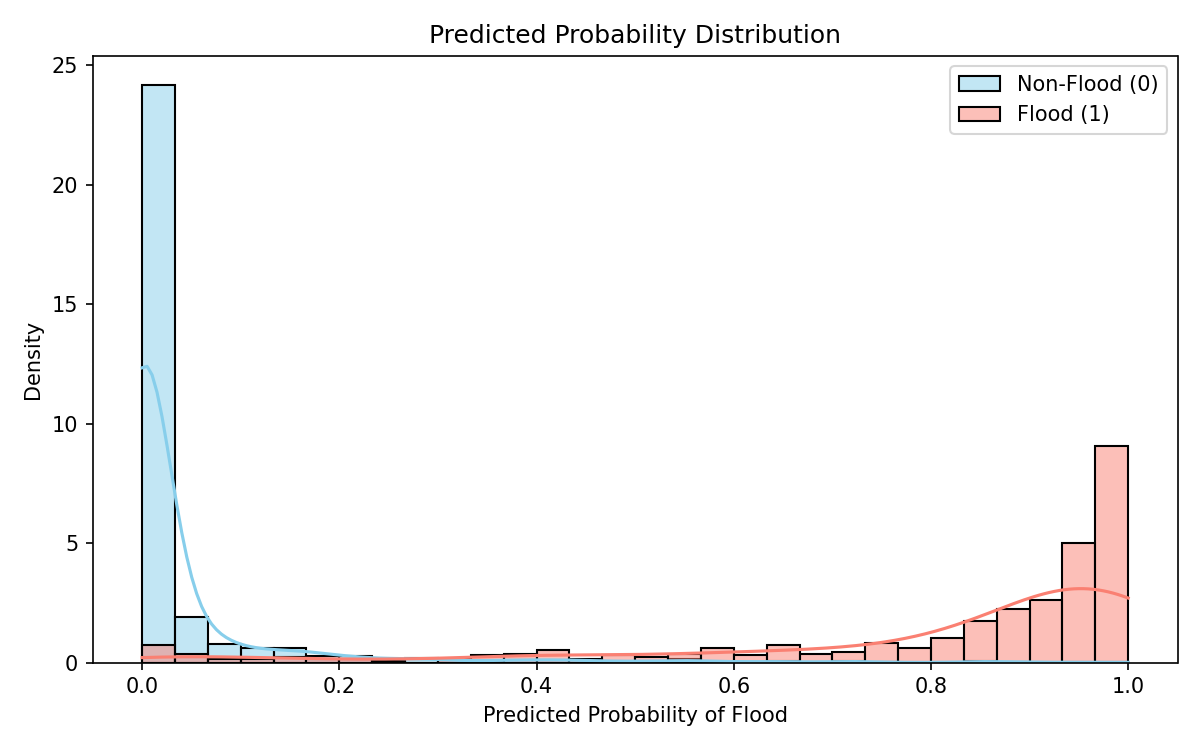 Predicted Probability Distribution
Non-Flood (0)
Flood (1)
Density
25
20
15
10
5
0
0.0 0.2 0.4 0.6 0.8 1.0
Predicted Probability of Flood